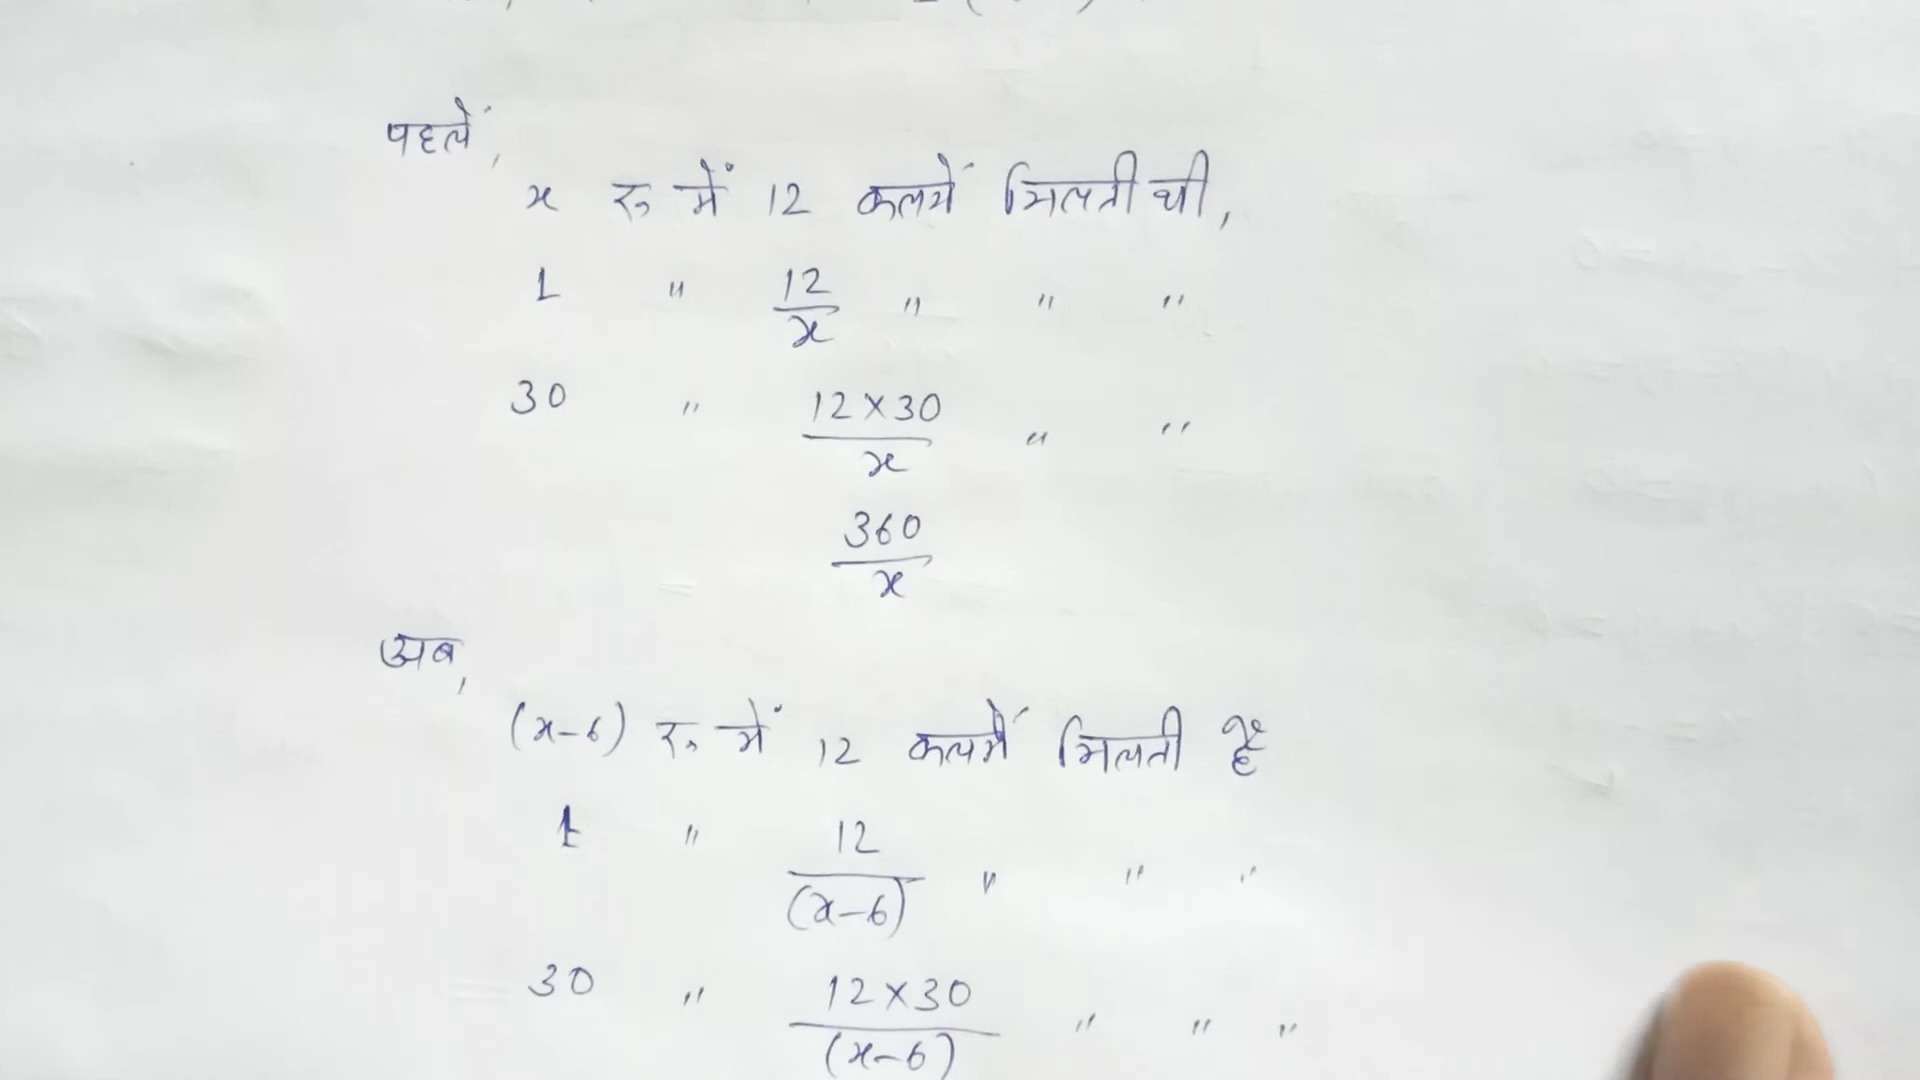 पहले,
x रु में 12 कलमें मिलती थी,
1 " 12/x " " "
30 " 12×30/x " "
360/x
अब,
(x-6) रु में 12 कलमें मिलती है
1 " 12/(x-6) " " "
30 " 12×30/(x-6) " " "